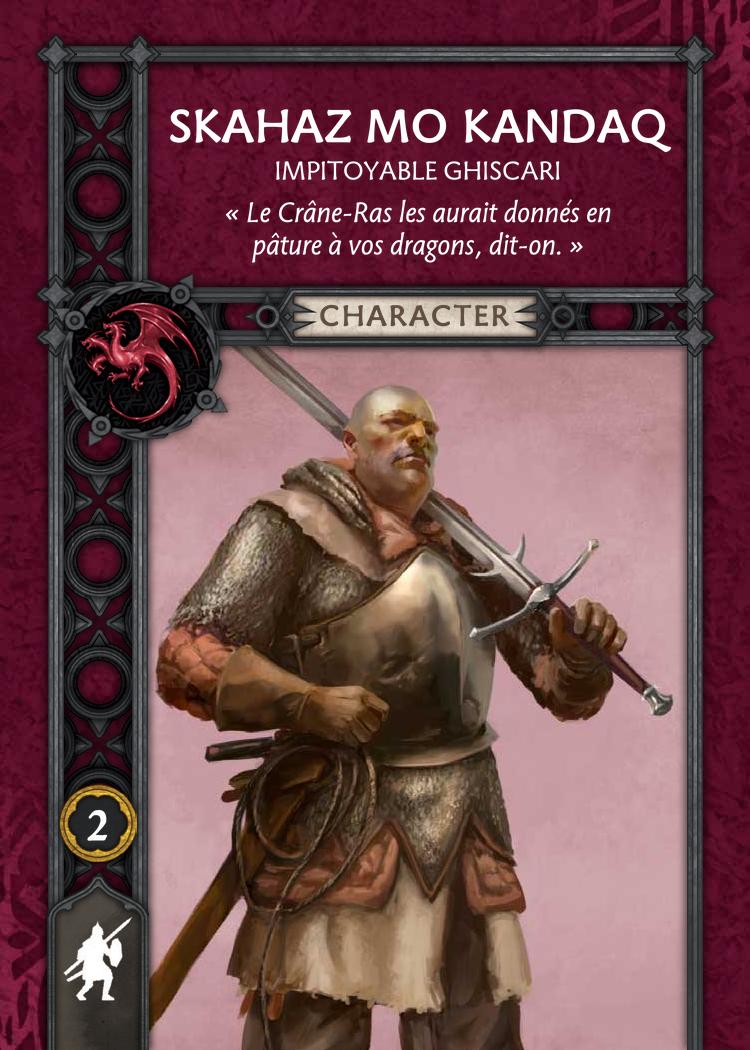 SKAHAZ MO KANDAQ
IMPITOYABLE GHISCARI
« Le Crâne-Ras les aurait donnés en
pâture à vos dragons, dit-on. »
CHARACTER
2